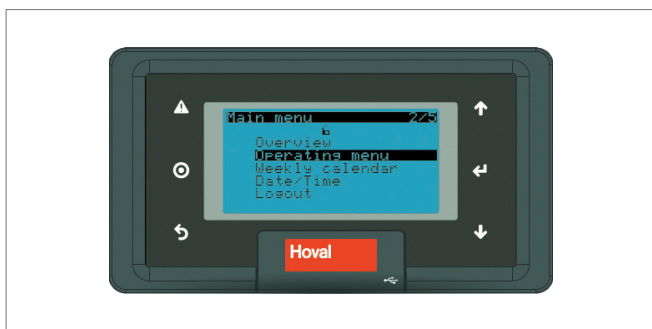 Main menu 2/5
Overview
Operating menu
Weekly calendar
Date/Time
Logout
Hoval